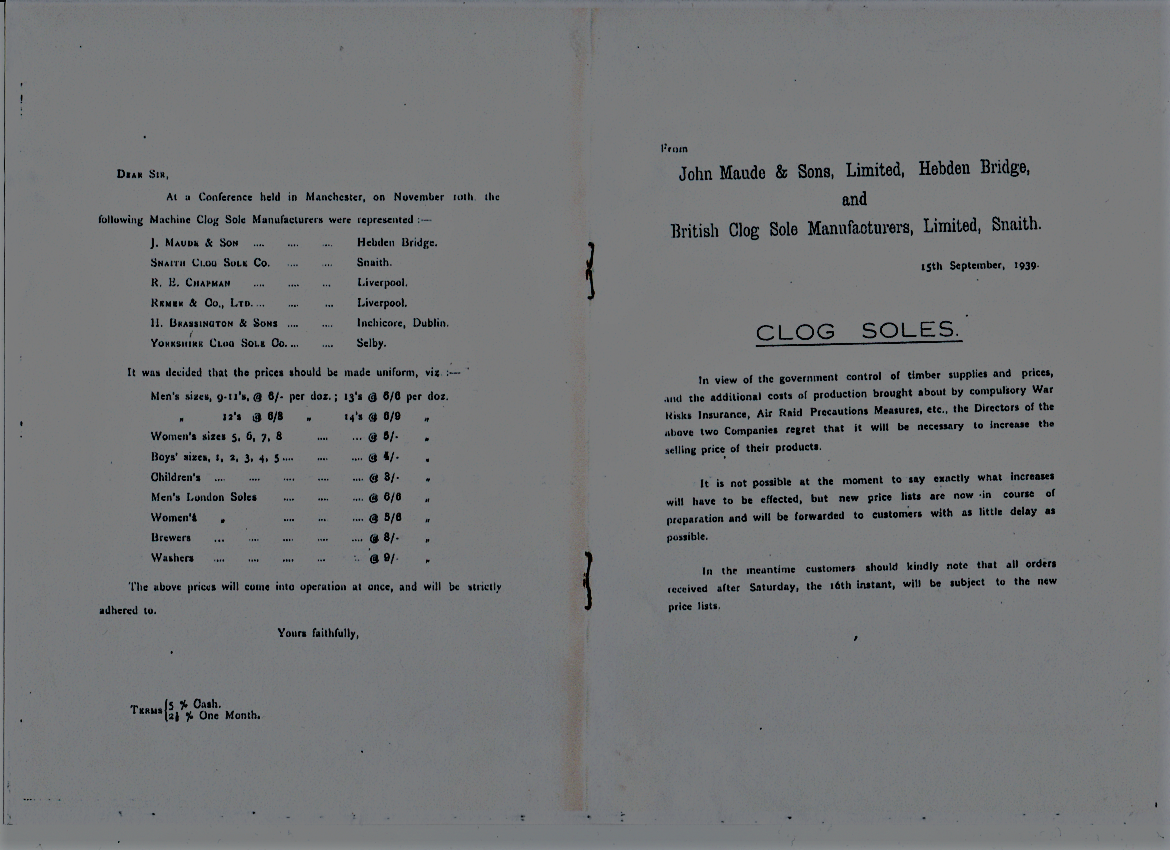 DEAR SIR,
At a Conference held in Manchester, on November 10th the
following Machine Clog Sole Manufacturers were represented :—
J. MAUDE & SON .... .... .... Hebden Bridge.
SNAITH CLOG SOLE CO. .... .... Snaith.
R. E. CHAPMAN .... .... .... Liverpool.
REMER & CO., LTD. ... .... .... Liverpool.
H. BRASSINGTON & SONS .... .... Inchicore, Dublin.
YORKSHIRE CLOG SOLE CO. ... .... Selby.
It was decided that the prices should be made uniform, viz :—
Men's sizes, 9-11's, @ 6/- per doz. ; 13's @ 6/6 per doz.
„ 12's @ 6/3 „ 14's @ 6/9 „
Women's sizes 5, 6, 7, 8 .... ... @ 5/- „
Boys' sizes, 1, 2, 3, 4, 5 .... .... .... @ 4/- „
Children's .... .... .... .... @ 3/- „
Men's London Soles .... .... .... @ 6/6 „
Women's „ .... .... .... @ 5/6 „
Brewers ... .... .... .... .... @ 8/- „
Washers .... .... .... .... @ 9/- „
The above prices will come into operation at once, and will be strictly
adhered to.
Yours faithfully,
TERMS { 5 % Cash.
2½ % One Month.
From
John Maude & Sons, Limited, Hebden Bridge,
and
British Clog Sole Manufacturers, Limited, Snaith.
15th September, 1939.
CLOG SOLES.
In view of the government control of timber supplies and prices,
and the additional costs of production brought about by compulsory War
Risks Insurance, Air Raid Precautions Measures, etc., the Directors of the
above two Companies regret that it will be necessary to increase the
selling price of their products.
It is not possible at the moment to say exactly what increases
will have to be effected, but new price lists are now in course of
preparation and will be forwarded to customers with as little delay as
possible.
In the meantime customers should kindly note that all orders
received after Saturday, the 16th instant, will be subject to the new
price lists.